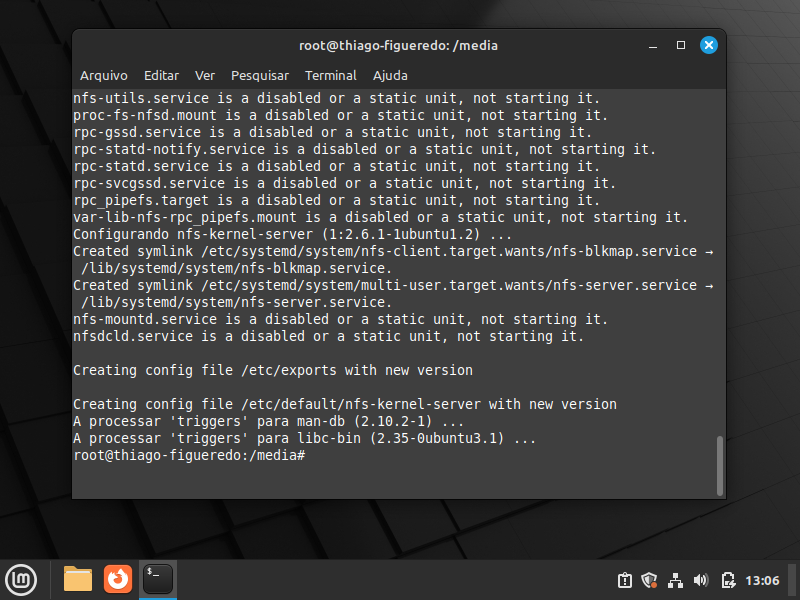 root@thiago-figueredo: /media
Arquivo Editar Ver Pesquisar Terminal Ajuda
nfs-utils.service is a disabled or a static unit, not starting it.
proc-fs-nfsd.mount is a disabled or a static unit, not starting it.
rpc-gssd.service is a disabled or a static unit, not starting it.
rpc-statd-notify.service is a disabled or a static unit, not starting it.
rpc-statd.service is a disabled or a static unit, not starting it.
rpc-svcgssd.service is a disabled or a static unit, not starting it.
rpc_pipefs.target is a disabled or a static unit, not starting it.
var-lib-nfs-rpc_pipefs.mount is a disabled or a static unit, not starting it.
Configurando nfs-kernel-server (1:2.6.1-1ubuntu1.2) ...
Created symlink /etc/systemd/system/nfs-client.target.wants/nfs-blkmap.service →
/lib/systemd/system/nfs-blkmap.service.
Created symlink /etc/systemd/system/multi-user.target.wants/nfs-server.service →
/lib/systemd/system/nfs-server.service.
nfs-mountd.service is a disabled or a static unit, not starting it.
nfsdcld.service is a disabled or a static unit, not starting it.
Creating config file /etc/exports with new version
Creating config file /etc/default/nfs-kernel-server with new version
A processar 'triggers' para man-db (2.10.2-1) ...
A processar 'triggers' para libc-bin (2.35-0ubuntu3.1) ...
root@thiago-figueredo:/media#
13:06